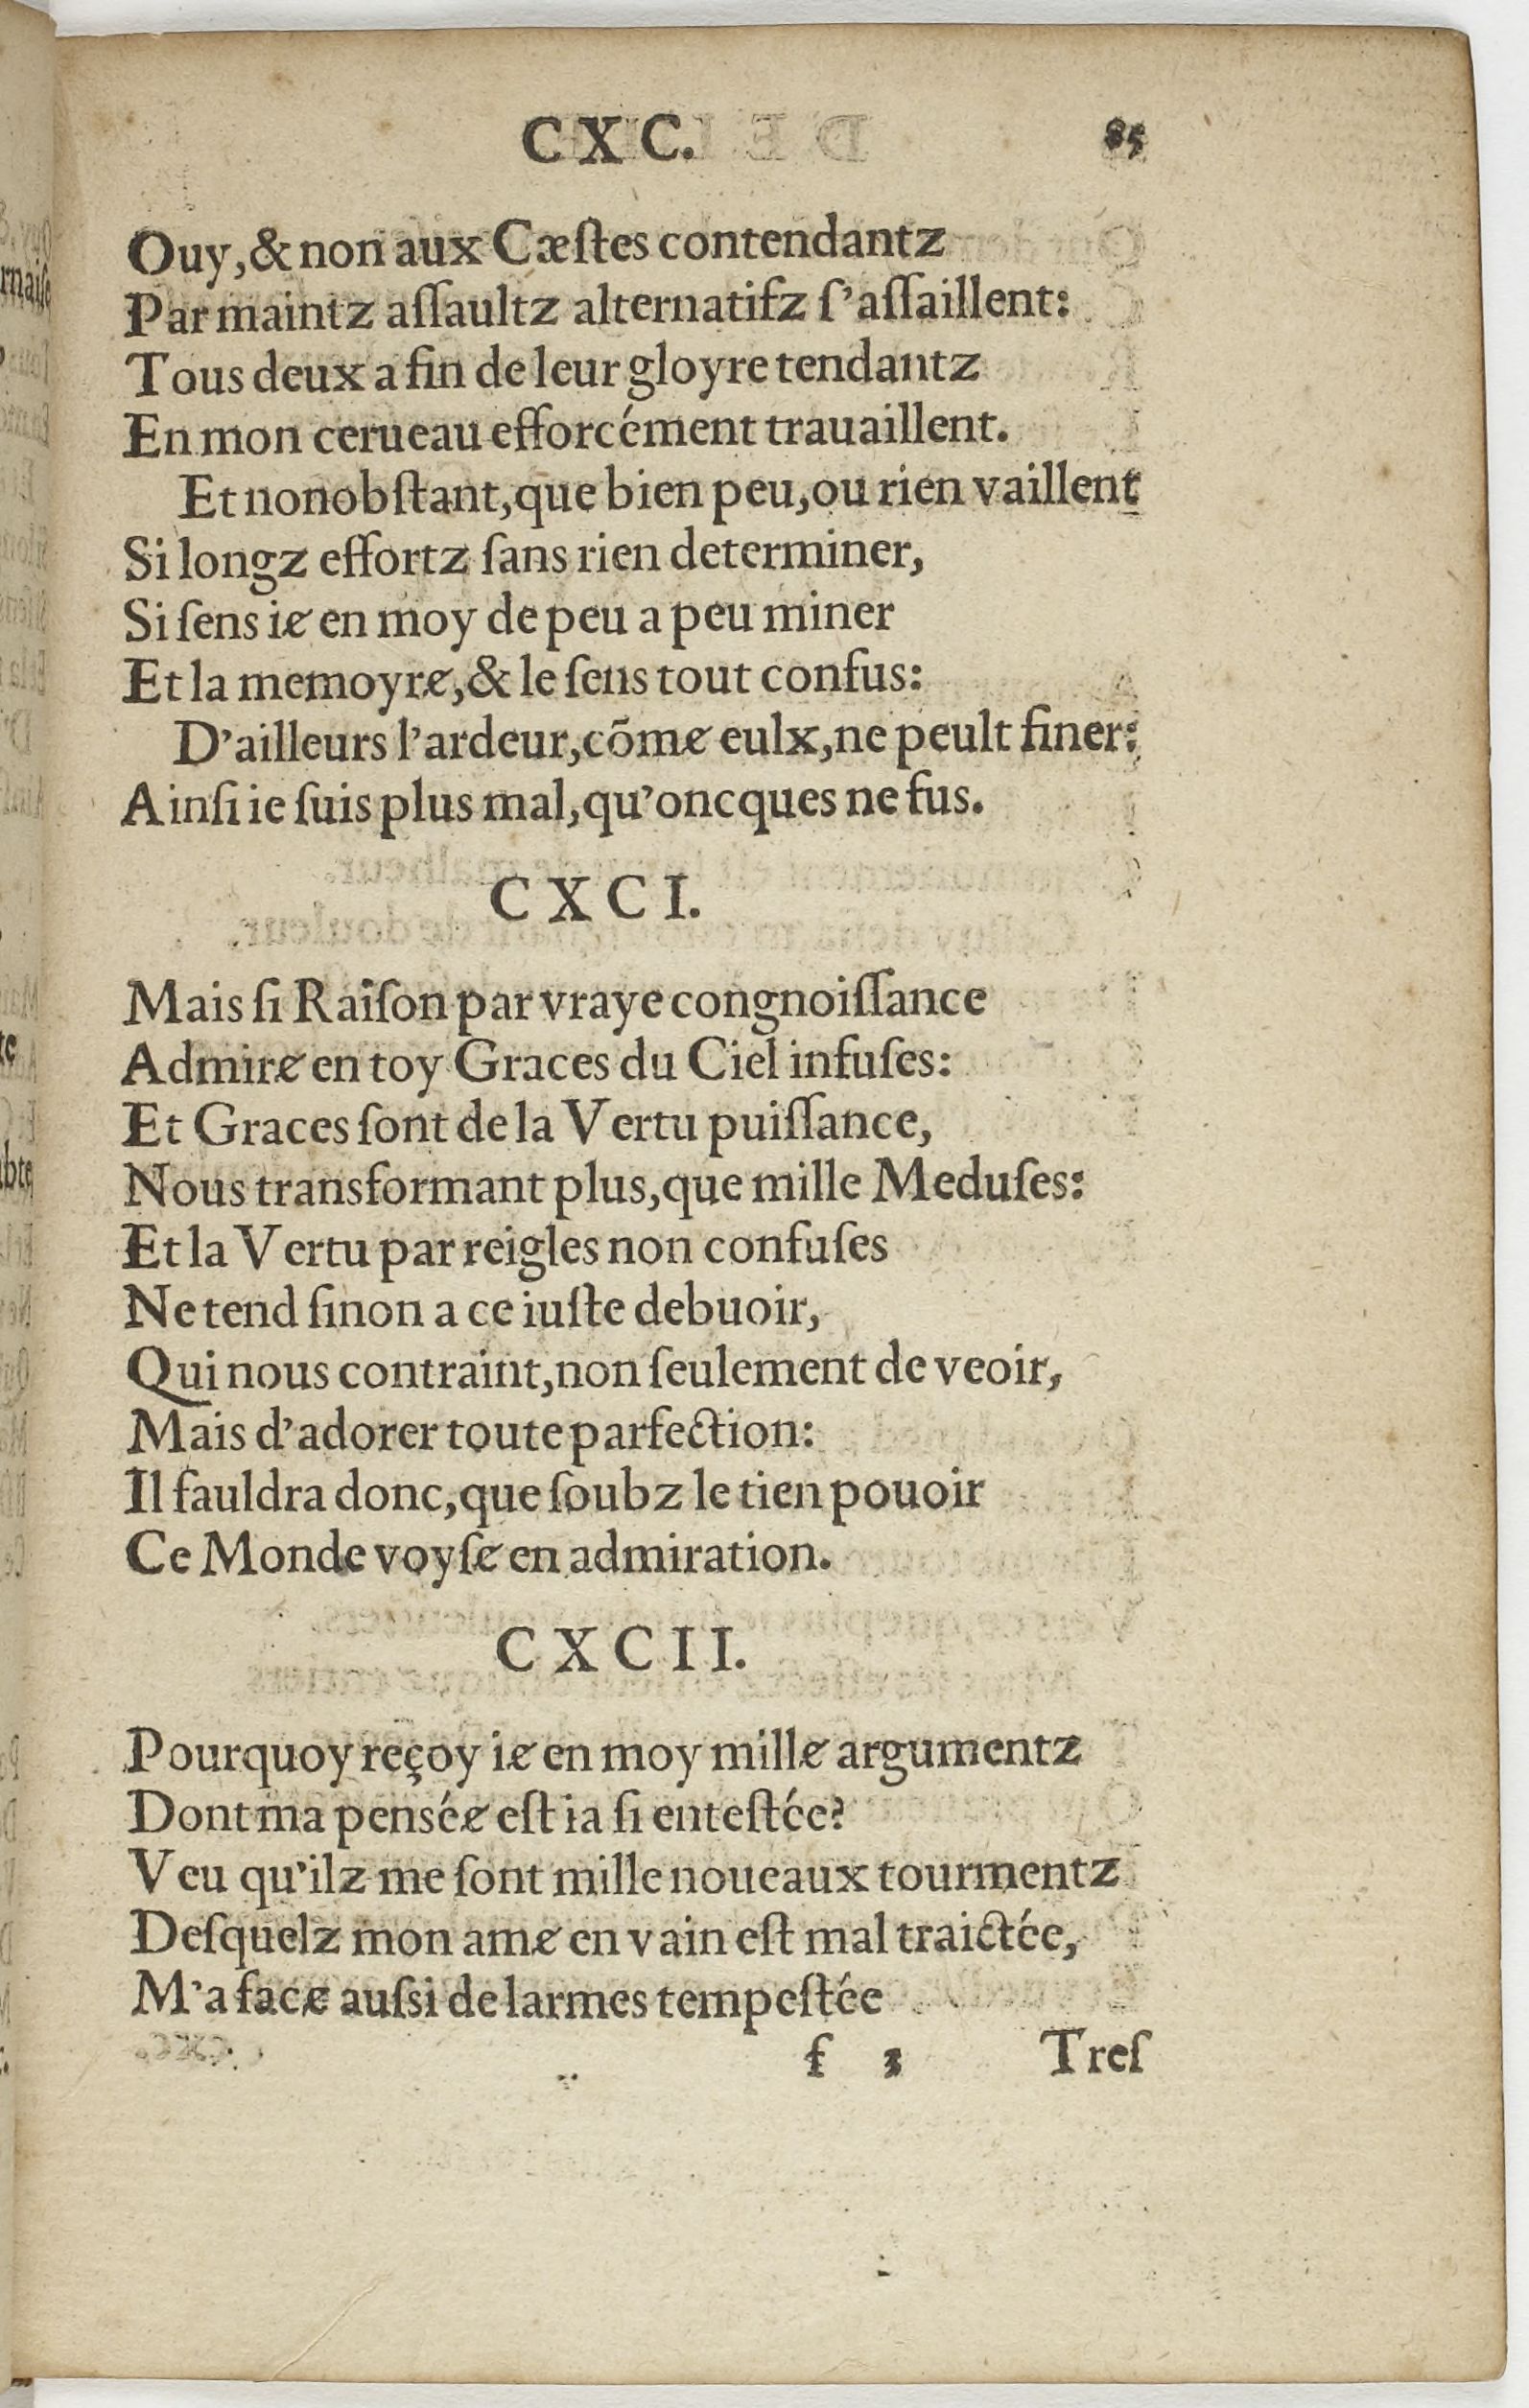 CXC. 85
Ouy, & non aux Cæſtes contendantz
Par maintz aſſaultz alternatifz ſ'aſſaillent:
Tous deux a fin de leur gloyre tendantz
En mon cerueau efforcément trauaillent.
Et nonobſtant, que bien peu, ou rien vaillent
Si longz effortz ſans rien determiner,
Si ſens ie en moy de peu a peu miner
Et la memoyre, & le ſens tout confus:
D'ailleurs l'ardeur, cõme eulx, ne peult finer:
Ainſi ie ſuis plus mal, qu'oncques ne fus.
CXCI.
Mais ſi Raiſon par vraye congnoiſſance
Admire en toy Graces du Ciel infuſes:
Et Graces ſont de la Vertu puiſſance,
Nous transformant plus, que mille Meduſes:
Et la Vertu par reigles non confuſes
Ne tend ſinon a ce iuſte debuoir,
Qui nous contraint, non ſeulement de veoir,
Mais d'adorer toute parfection:
Il fauldra donc, que ſoubz le tien pouoir
Ce Monde voyſe en admiration.
CXCII.
Pourquoy reçoy ie en moy mille argumentz
Dont ma pensée eſt ia ſi enteſtée?
Veu qu'ilz me ſont mille noueaux tourmentz
Deſquelz mon ame en vain eſt mal traictée,
M'a face auſsi de larmes tempeſtée
f 3 Treſ